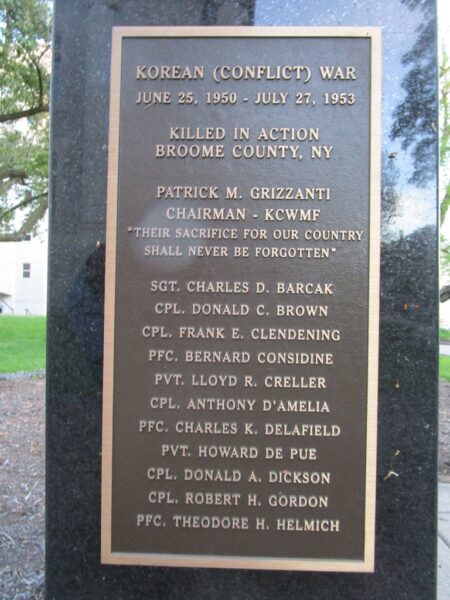 KOREAN (CONFLICT) WAR
JUNE 25, 1950 - JULY 27, 1953
KILLED IN ACTION
BROOME COUNTY, NY
PATRICK M. GRIZZANTI
CHAIRMAN - KCWMF
"THEIR SACRIFICE FOR OUR COUNTRY
SHALL NEVER BE FORGOTTEN"
SGT. CHARLES D. BARCAK
CPL. DONALD C. BROWN
CPL. FRANK E. CLENDENING
PFC. BERNARD CONSIDINE
PVT. LLOYD R. CRELLER
CPL. ANTHONY D'AMELIA
PFC. CHARLES K. DELAFIELD
PVT. HOWARD DE PUE
CPL. DONALD A. DICKSON
CPL. ROBERT H. GORDON
PFC. THEODORE H. HELMICH